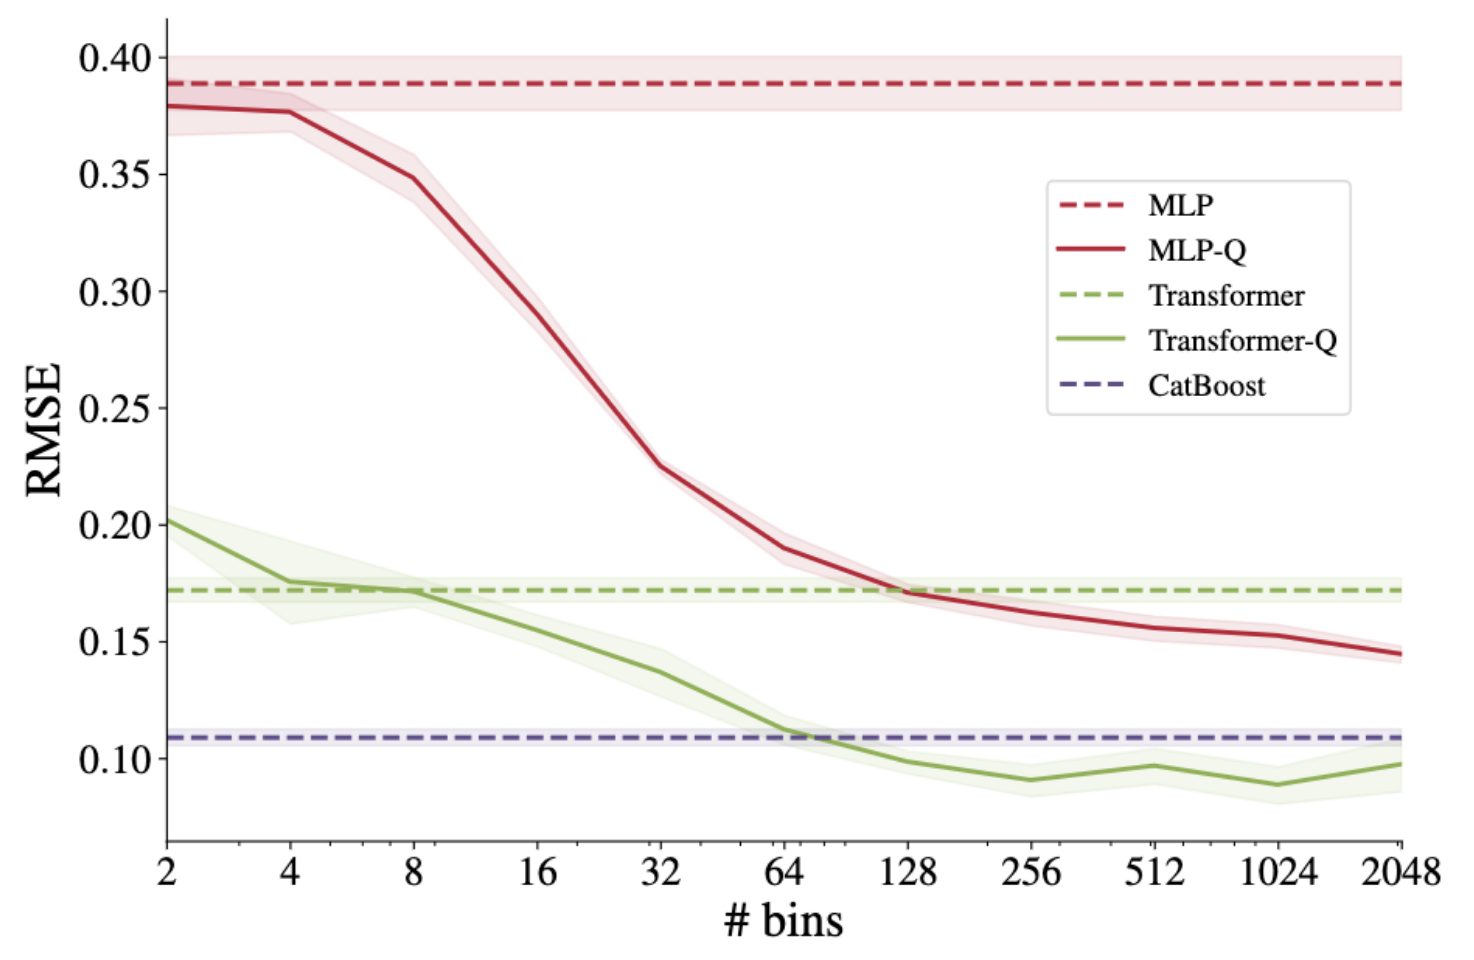 0.40
0.35
0.30
0.25
0.20
0.15
0.10
RMSE
MLP
MLP-Q
Transformer
Transformer-Q
CatBoost
2 4 8 16 32 64 128 256 512 1024 2048
# bins